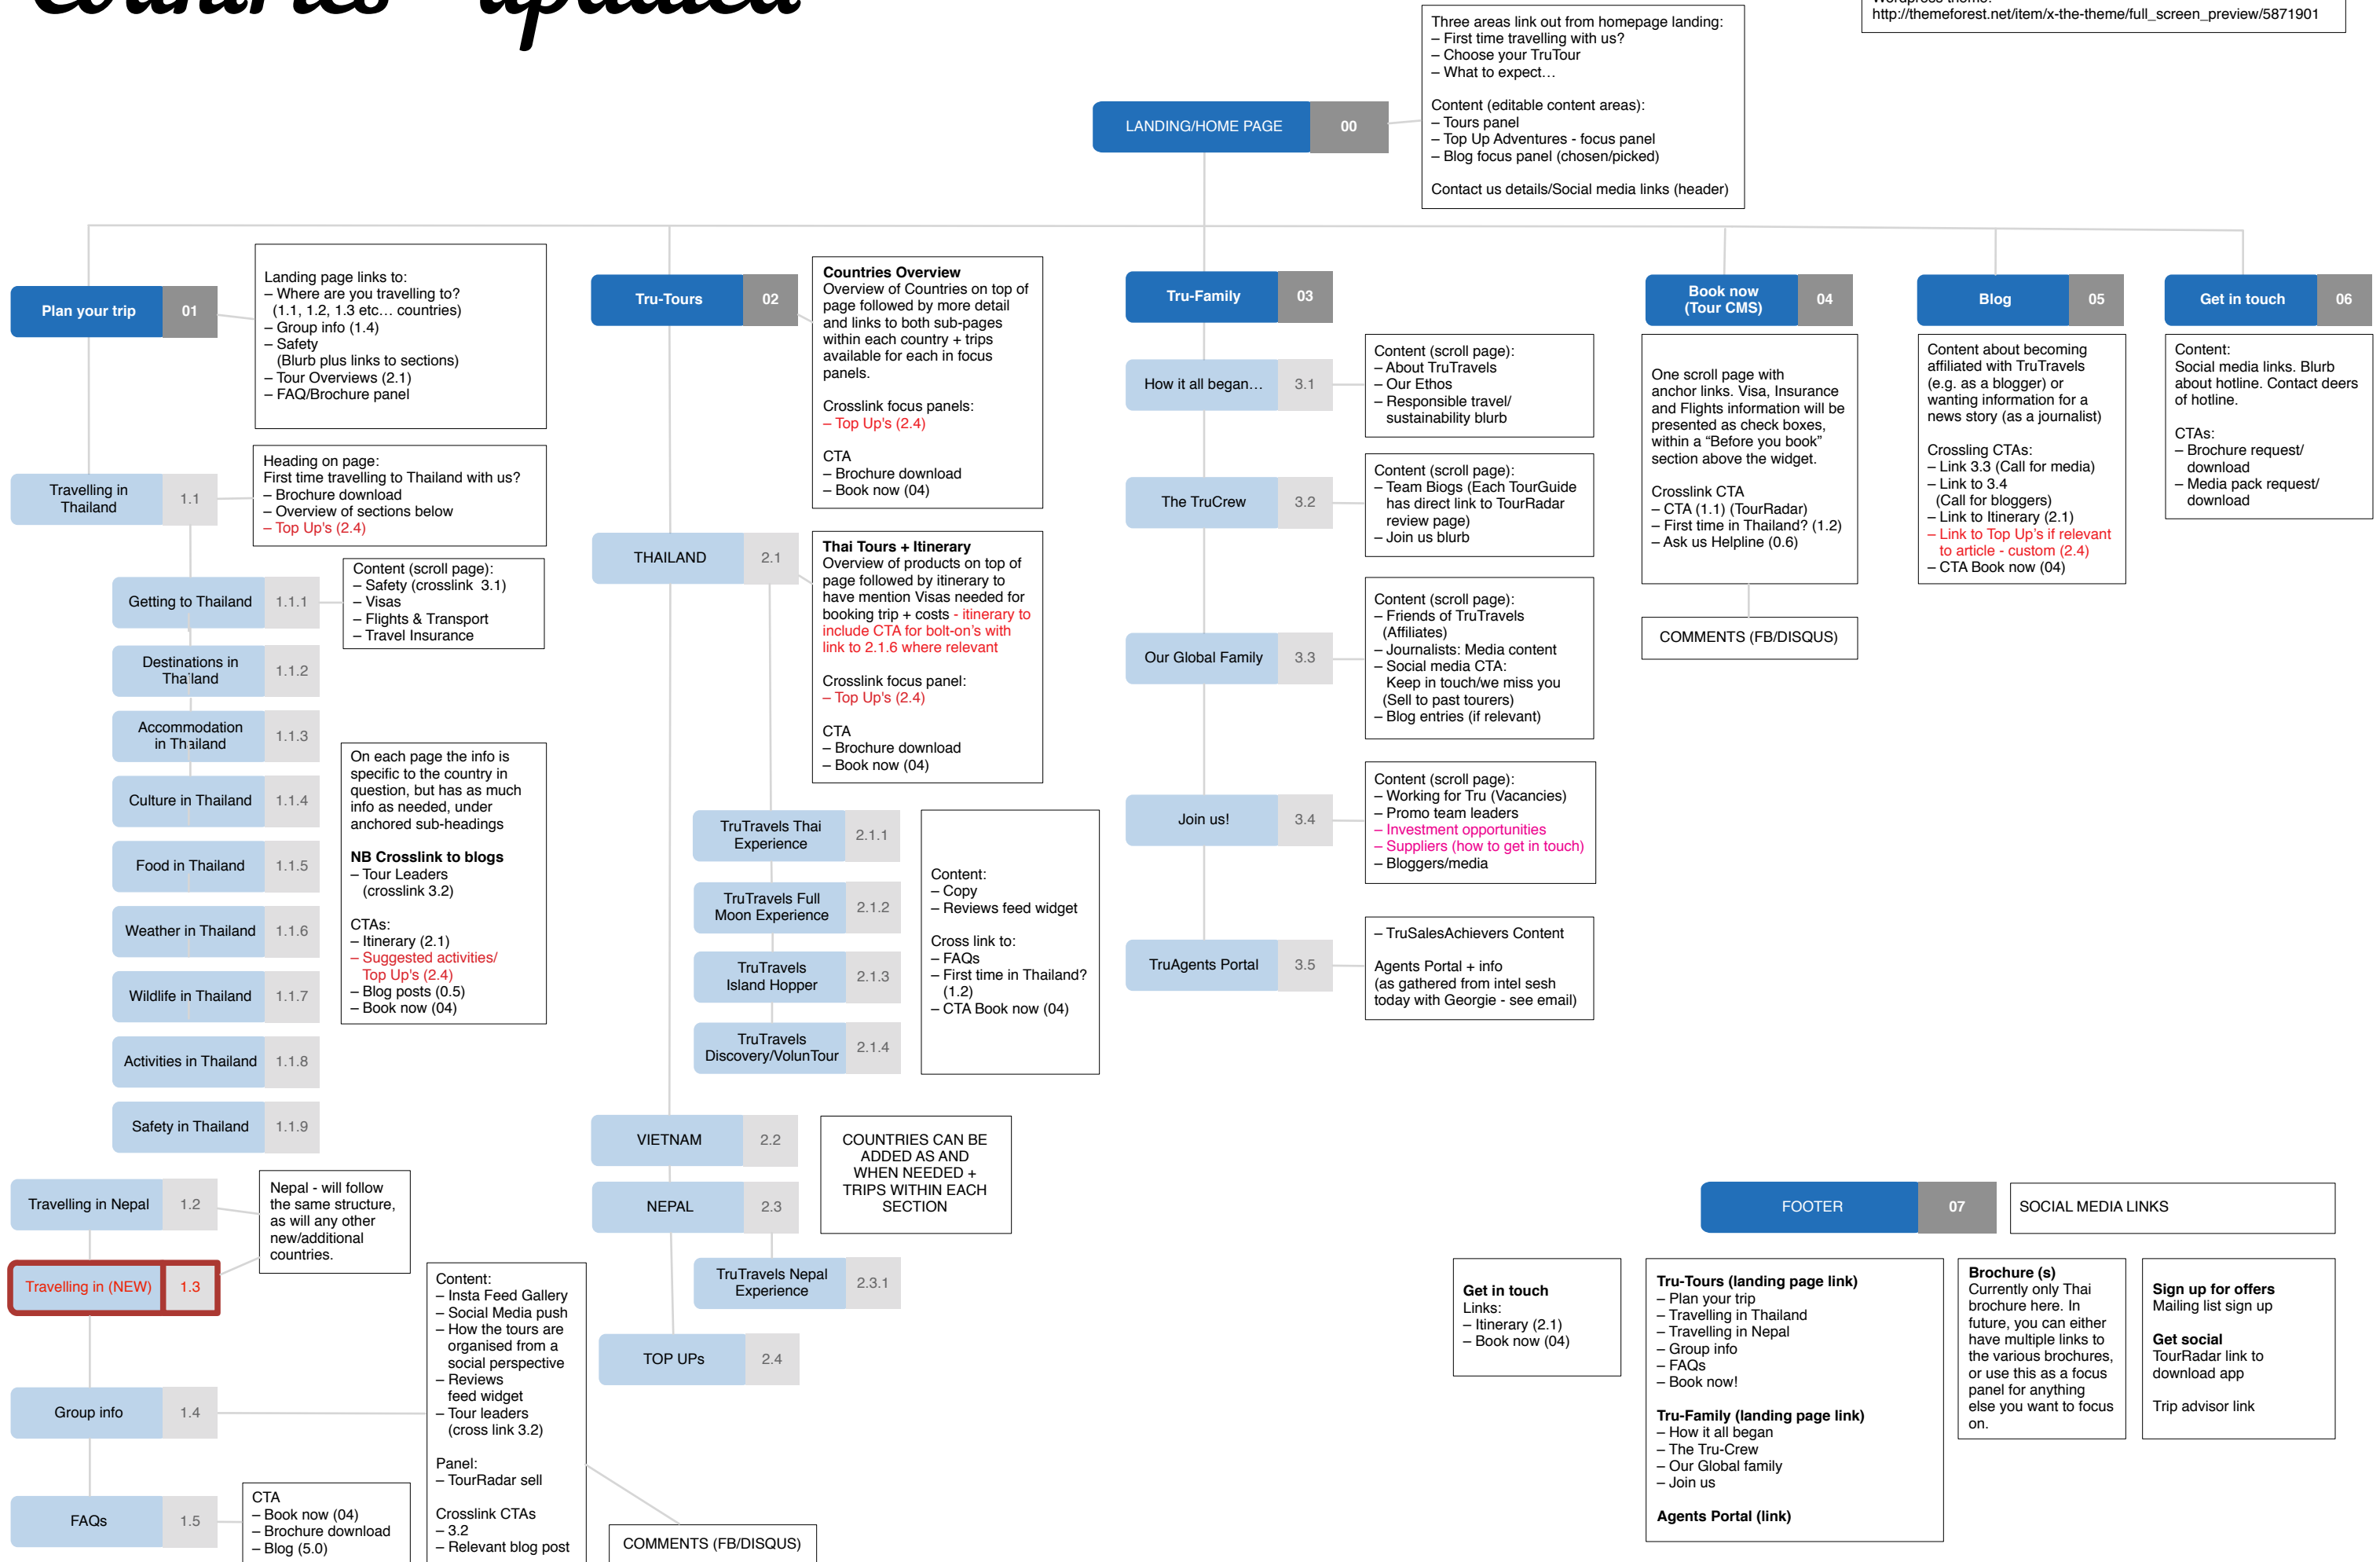 Countries - updated
Wordpress theme:
http://themeforest.net/item/x-the-theme/full_screen_preview/5871901
Three areas link out from homepage landing:
– First time travelling with us?
– Choose your TruTour
– What to expect…
Content (editable content areas):
– Tours panel
– Top Up Adventures - focus panel
– Blog focus panel (chosen/picked)
Contact us details/Social media links (header)
LANDING/HOME PAGE 00
Plan your trip 01
Landing page links to:
– Where are you travelling to?
(1.1, 1.2, 1.3 etc… countries)
– Group info (1.4)
– Safety
(Blurb plus links to sections)
– Tour Overviews (2.1)
– FAQ/Brochure panel
Travelling in
Thailand
1.1
Heading on page:
First time travelling to Thailand with us?
– Brochure download
– Overview of sections below
– Top Up's (2.4)
Getting to Thailand 1.1.1
Content (scroll page):
– Safety (crosslink 3.1)
– Visas
– Flights & Transport
– Travel Insurance
Destinations in
Thailand
1.1.2
Accommodation
in Thailand
1.1.3
Culture in Thailand 1.1.4
Food in Thailand 1.1.5
Weather in Thailand 1.1.6
Wildlife in Thailand 1.1.7
Activities in Thailand 1.1.8
Safety in Thailand 1.1.9
On each page the info is
specific to the country in
question, but has as much
info as needed, under
anchored sub-headings
NB Crosslink to blogs
– Tour Leaders
(crosslink 3.2)
CTAs:
– Itinerary (2.1)
– Suggested activities/
Top Up's (2.4)
– Blog posts (0.5)
– Book now (04)
Travelling in Nepal 1.2
Nepal - will follow
the same structure,
as will any other
new/additional
countries.
Travelling in (NEW) 1.3
Group info 1.4
Content:
– Insta Feed Gallery
– Social Media push
– How the tours are
organised from a
social perspective
– Reviews
feed widget
– Tour leaders
(cross link 3.2)
Panel:
– TourRadar sell
Crosslink CTAs
– 3.2
– Relevant blog post
COMMENTS (FB/DISQUS)
FAQs 1.5
CTA
– Book now (04)
– Brochure download
– Blog (5.0)
Tru-Tours 02
Countries Overview
Overview of Countries on top of
page followed by more detail
and links to both sub-pages
within each country + trips
available for each in focus
panels.
Crosslink focus panels:
– Top Up's (2.4)
CTA
– Brochure download
– Book now (04)
THAILAND 2.1
Thai Tours + Itinerary
Overview of products on top of
page followed by itinerary to
have mention Visas needed for
booking trip + costs - itinerary to
include CTA for bolt-on's with
link to 2.1.6 where relevant
Crosslink focus panel:
– Top Up's (2.4)
CTA
– Brochure download
– Book now (04)
TruTravels Thai
Experience
2.1.1
TruTravels Full
Moon Experience
2.1.2
TruTravels
Island Hopper
2.1.3
TruTravels
Discovery/VolunTour
2.1.4
Content:
– Copy
– Reviews feed widget
Cross link to:
– FAQs
– First time in Thailand?
(1.2)
– CTA Book now (04)
VIETNAM 2.2
NEPAL 2.3
COUNTRIES CAN BE
ADDED AS AND
WHEN NEEDED +
TRIPS WITHIN EACH
SECTION
TruTravels Nepal
Experience
2.3.1
TOP UPs 2.4
Tru-Family 03
How it all began… 3.1
Content (scroll page):
– About TruTravels
– Our Ethos
– Responsible travel/
sustainability blurb
The TruCrew 3.2
Content (scroll page):
– Team Biogs (Each TourGuide
has direct link to TourRadar
review page)
– Join us blurb
Our Global Family 3.3
Content (scroll page):
– Friends of TruTravels
(Affiliates)
– Journalists: Media content
– Social media CTA:
Keep in touch/we miss you
(Sell to past tourers)
– Blog entries (if relevant)
Join us! 3.4
Content (scroll page):
– Working for Tru (Vacancies)
– Promo team leaders
– Investment opportunities
– Suppliers (how to get in touch)
– Bloggers/media
TruAgents Portal 3.5
– TruSalesAchievers Content
Agents Portal + info
(as gathered from intel sesh
today with Georgie - see email)
Book now
(Tour CMS)
04
One scroll page with
anchor links. Visa, Insurance
and Flights information will be
presented as check boxes,
within a “Before you book”
section above the widget.
Crosslink CTA
– CTA (1.1) (TourRadar)
– First time in Thailand? (1.2)
– Ask us Helpline (0.6)
COMMENTS (FB/DISQUS)
Blog 05
Content about becoming
affiliated with TruTravels
(e.g. as a blogger) or
wanting information for a
news story (as a journalist)
Crossling CTAs:
– Link 3.3 (Call for media)
– Link to 3.4
(Call for bloggers)
– Link to Itinerary (2.1)
– Link to Top Up's if relevant
to article - custom (2.4)
– CTA Book now (04)
Get in touch 06
Content:
Social media links. Blurb
about hotline. Contact deers
of hotline.
CTAs:
– Brochure request/
download
– Media pack request/
download
FOOTER 07
SOCIAL MEDIA LINKS
Get in touch
Links:
– Itinerary (2.1)
– Book now (04)
Tru-Tours (landing page link)
– Plan your trip
– Travelling in Thailand
– Travelling in Nepal
– Group info
– FAQs
– Book now!
Tru-Family (landing page link)
– How it all began
– The Tru-Crew
– Our Global family
– Join us
Agents Portal (link)
Brochure (s)
Currently only Thai
brochure here. In
future, you can either
have multiple links to
the various brochures,
or use this as a focus
panel for anything
else you want to focus
on.
Sign up for offers
Mailing list sign up
Get social
TourRadar link to
download app
Trip advisor link